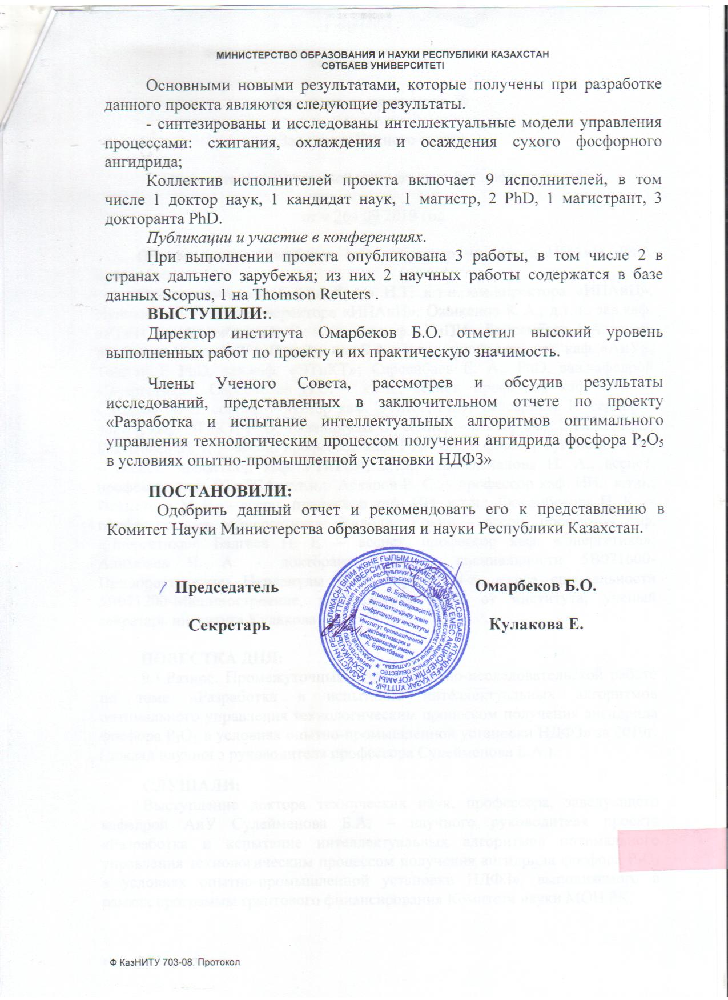 МИНИСТЕРСТВО ОБРАЗОВАНИЯ И НАУКИ РЕСПУБЛИКИ КАЗАХСТАН
СӘТБАЕВ УНИВЕРСИТЕТІ
Основными новыми результатами, которые получены при разработке
данного проекта являются следующие результаты.
- синтезированы и исследованы интеллектуальные модели управления
процессами: сжигания, охлаждения и осаждения сухого фосфорного
ангидрида;
Коллектив исполнителей проекта включает 9 исполнителей, в том
числе 1 доктор наук, 1 кандидат наук, 1 магистр, 2 PhD, 1 магистрант, 3
докторанта PhD.
Публикации и участие в конференциях.
При выполнении проекта опубликована 3 работы, в том числе 2 в
странах дальнего зарубежья; из них 2 научных работы содержатся в базе
данных Scopus, 1 на Thomson Reuters .
ВЫСТУПИЛИ:.
Директор института Омарбеков Б.О. отметил высокий уровень
выполненных работ по проекту и их практическую значимость.
Члены Ученого Совета, рассмотрев и обсудив результаты
исследований, представленных в заключительном отчете по проекту
«Разработка и испытание интеллектуальных алгоритмов оптимального
управления технологическим процессом получения ангидрида фосфора P₂O₅
в условиях опытно-промышленной установки НДФЗ»
ПОСТАНОВИЛИ:
Одобрить данный отчет и рекомендовать его к представлению в
Комитет Науки Министерства образования и науки Республики Казахстан.
Председатель Омарбеков Б.О.
Секретарь Кулакова Е.
Ө. Бүркітбаев
атындағы Өнеркәсіптік
автоматтандыру және
цифрландыру институты
Институт промышленной
автоматизации и
цифровизации имени
А. Буркитбаева
Ф КазНИТУ 703-08. Протокол